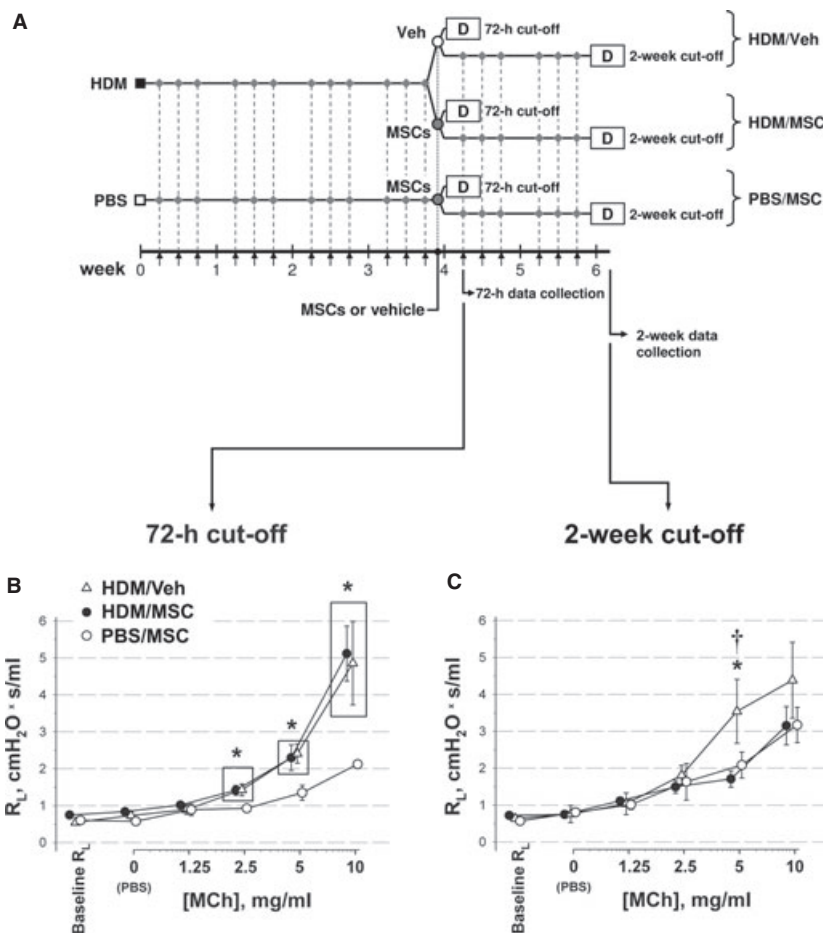 A
Veh
D 72-h cut-off
D 2-week cut-off
HDM/Veh
HDM
MSCs
D 72-h cut-off
D 2-week cut-off
HDM/MSC
PBS
MSCs
D 72-h cut-off
D 2-week cut-off
PBS/MSC
week 0 1 2 3 4 5 6
MSCs or vehicle
72-h data collection
2-week data
collection
72-h cut-off
2-week cut-off
B
HDM/Veh
HDM/MSC
PBS/MSC
* * *
R_L, cmH₂O × s/ml
6
5
4
3
2
1
0
Baseline R_L
0 1.25 2.5 5 10
(PBS)
[MCh], mg/ml
C
†
*
R_L, cmH₂O × s/ml
6
5
4
3
2
1
0
Baseline R_L
0 1.25 2.5 5 10
(PBS)
[MCh], mg/ml